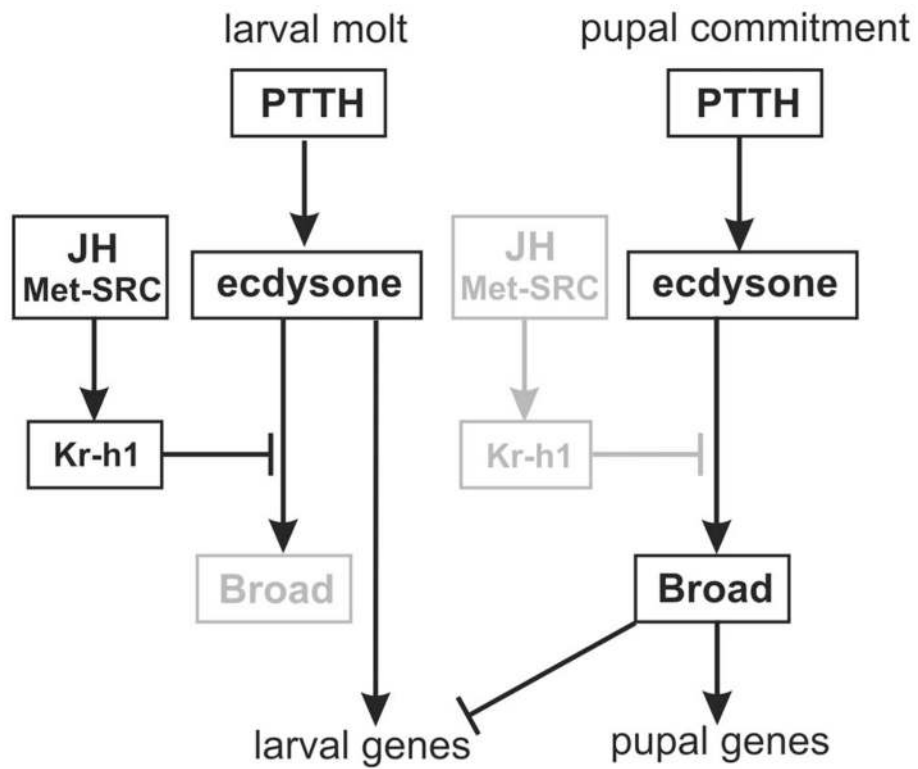 larval molt
pupal commitment
PTTH
PTTH
JH
Met-SRC
ecdysone
JH
Met-SRC
ecdysone
Kr-h1
Kr-h1
Broad
Broad
larval genes
pupal genes